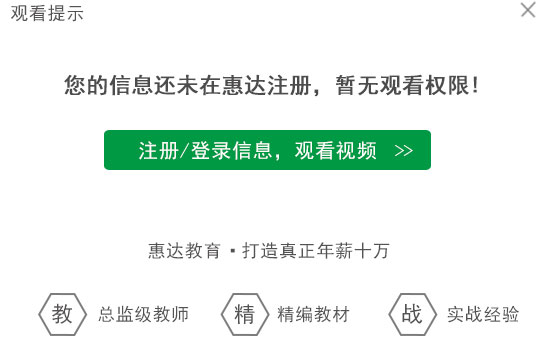 观看提示
您的信息还未在惠达注册，暂无观看权限！
注册/登录信息，观看视频 >>
惠达教育·打造真正年薪十万
教 总监级教师 精 精编教材 战 实战经验